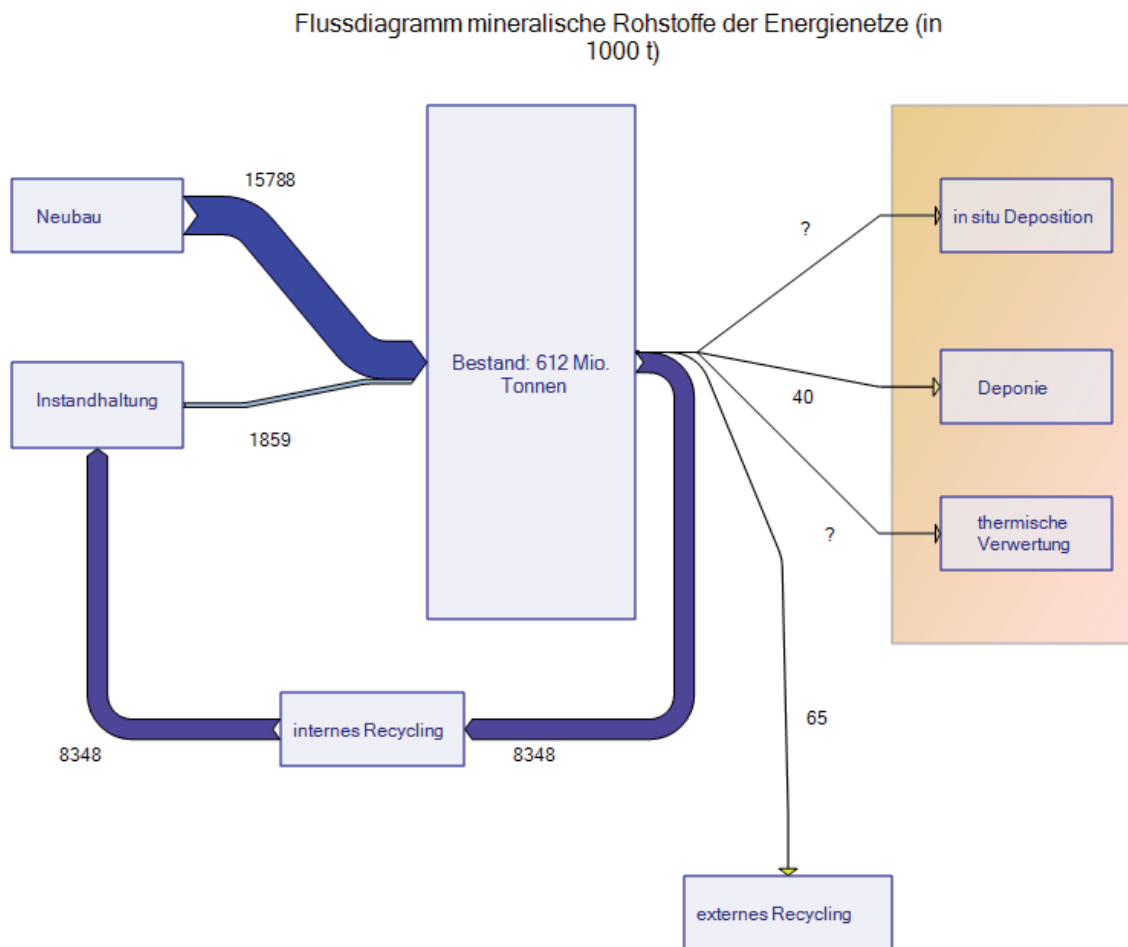 Flussdiagramm mineralische Rohstoffe der Energienetze (in
1000 t)
15788
Neubau
in situ Deposition
?
Bestand: 612 Mio.
Tonnen
Instandhaltung
Deponie
40
1859
thermische
Verwertung
?
65
internes Recycling
8348
8348
externes Recycling